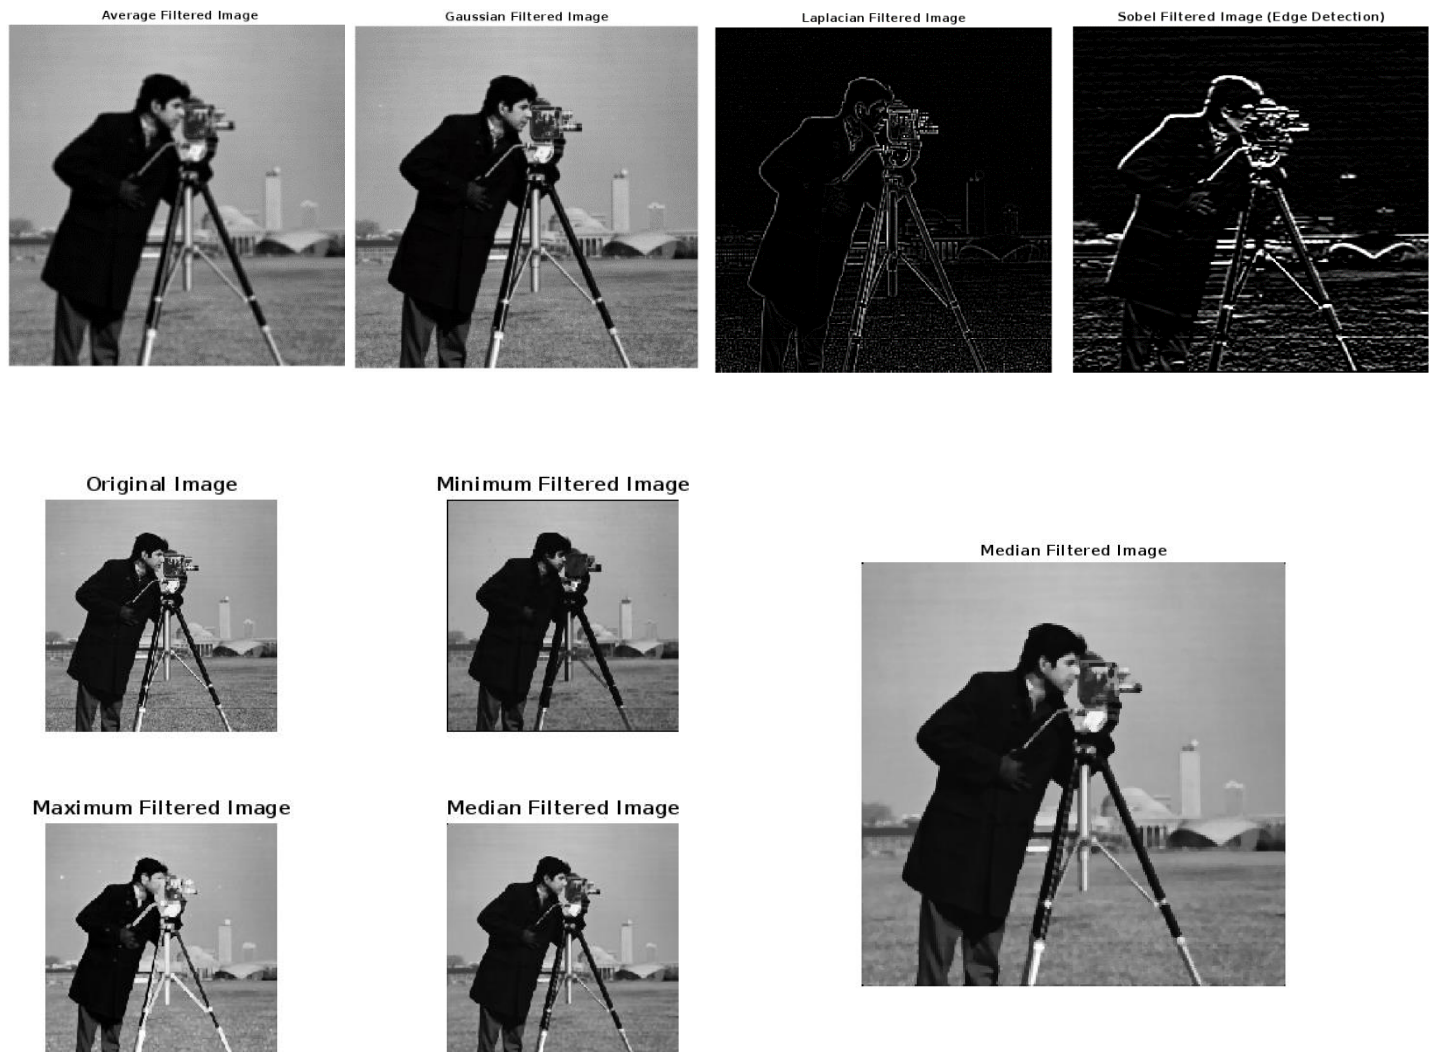 Average Filtered Image
Gaussian Filtered Image
Laplacian Filtered Image
Sobel Filtered Image (Edge Detection)
Original Image
Minimum Filtered Image
Median Filtered Image
Maximum Filtered Image
Median Filtered Image